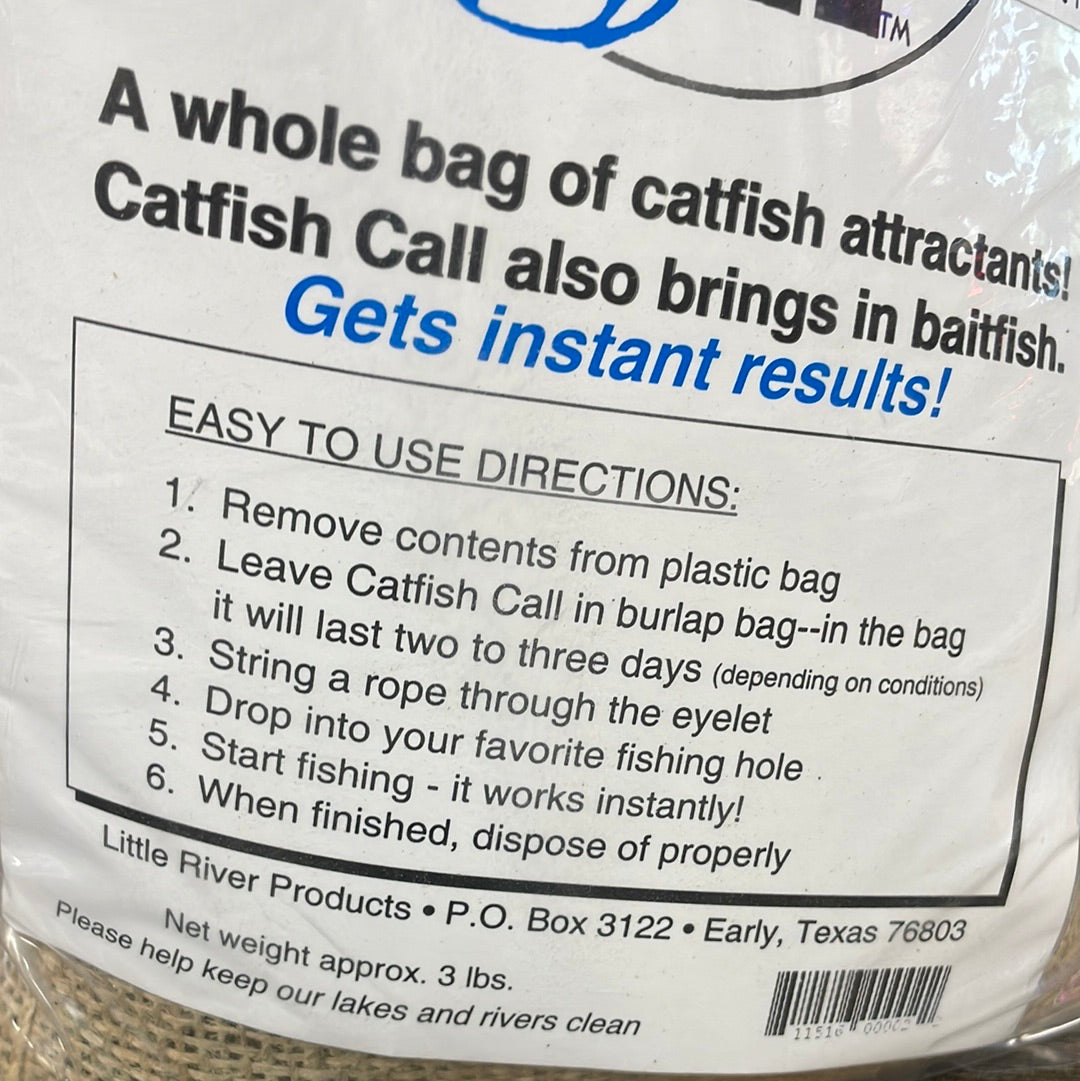 TM
A whole bag of catfish attractants!
Catfish Call also brings in baitfish.
Gets instant results!
EASY TO USE DIRECTIONS:
1. Remove contents from plastic bag
2. Leave Catfish Call in burlap bag--in the bag
it will last two to three days (depending on conditions)
3. String a rope through the eyelet
4. Drop into your favorite fishing hole
5. Start fishing - it works instantly!
6. When finished, dispose of properly
Little River Products • P.O. Box 3122 • Early, Texas 76803
Net weight approx. 3 lbs.
Please help keep our lakes and rivers clean